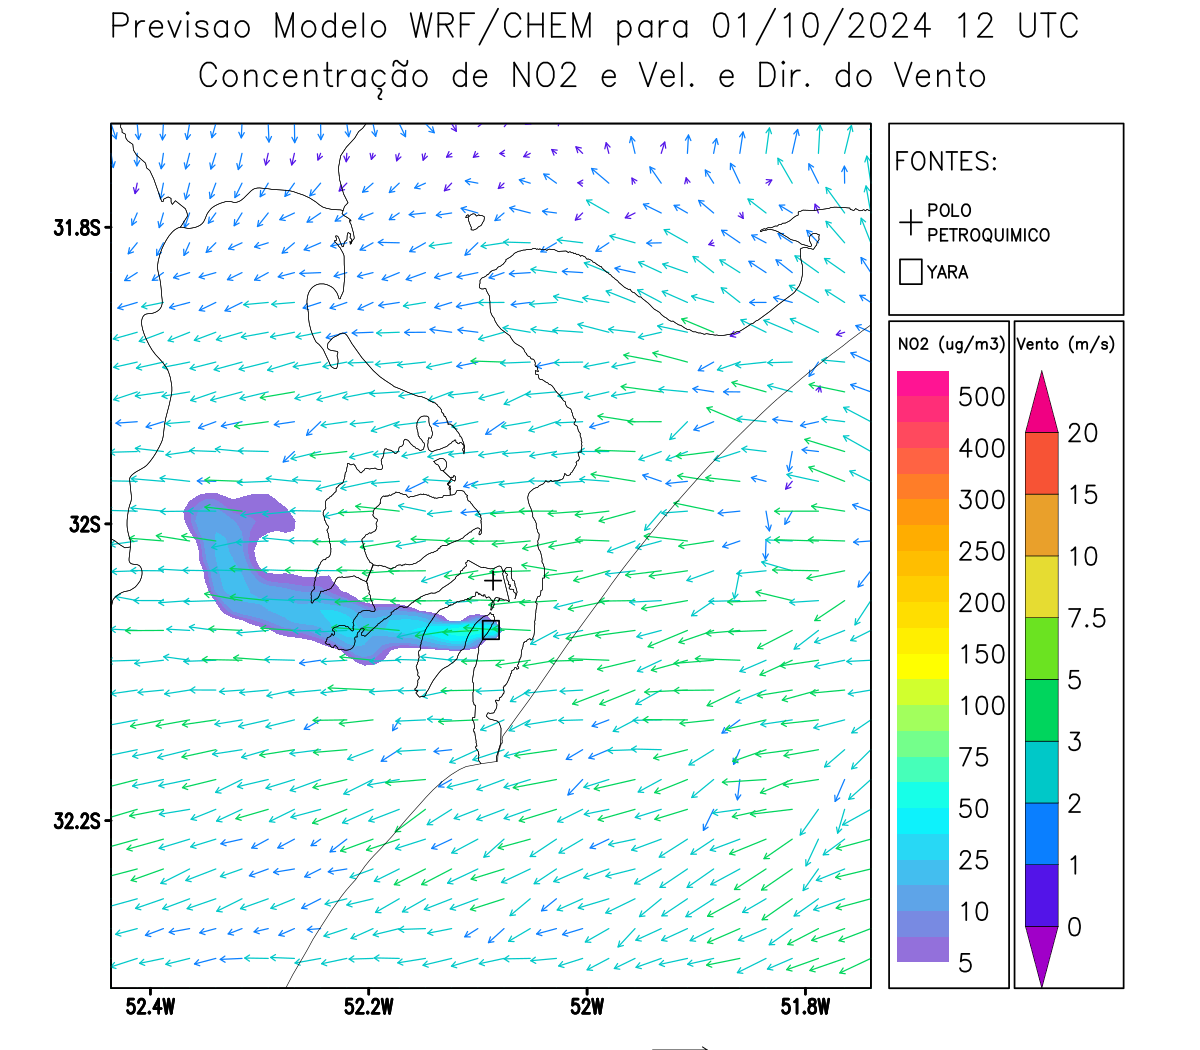 Previsao Modelo WRF/CHEM para 01/10/2024 12 UTC
Concentração de NO2 e Vel. e Dir. do Vento
FONTES:
POLO
PETROQUIMICO
YARA
31.8S
32S
32.2S
52.4W
52.2W
52W
51.8W
NO2 (ug/m3)
500
400
300
250
200
150
100
75
50
25
10
5
Vento (m/s)
20
15
10
7.5
5
3
2
1
0